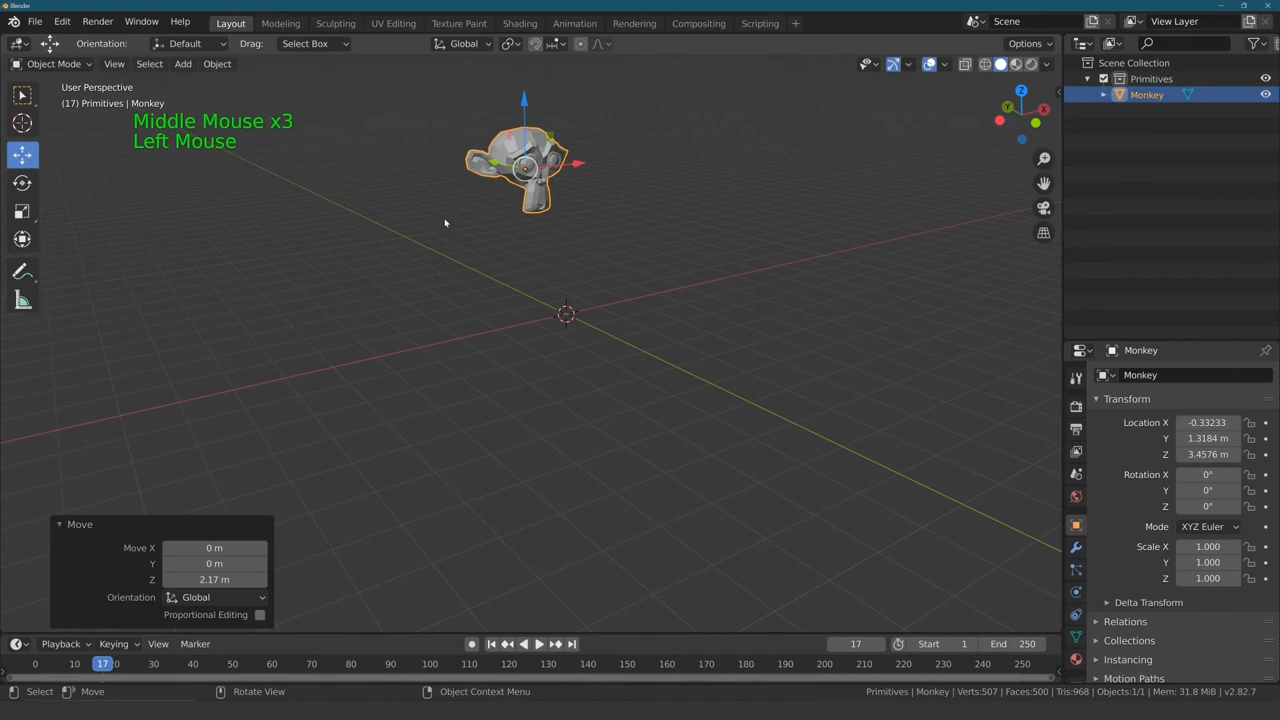 Blender
File Edit Render Window Help Layout Modeling Sculpting UV Editing Texture Paint Shading Animation Rendering Compositing Scripting + Scene View Layer
Orientation: Default Drag: Select Box Global Options
Object Mode View Select Add Object
Scene Collection
Primitives
Monkey
User Perspective
(17) Primitives | Monkey
Middle Mouse x3
Left Mouse
Z
Y
X
Monkey
Monkey
Transform
Location X -0.33233
Y 1.3184 m
Z 3.4576 m
Rotation X 0°
Y 0°
Z 0°
Mode XYZ Euler
Scale X 1.000
Y 1.000
Z 1.000
Delta Transform
Relations
Collections
Instancing
Motion Paths
Move
Move X 0 m
Y 0 m
Z 2.17 m
Orientation Global
Proportional Editing
Playback Keying View Marker 17 Start 1 End 250
0 10 17 20 30 40 50 60 70 80 90 100 110 120 130 140 150 160 170 180 190 200 210 220 230 240 250
Select Move Rotate View Object Context Menu Primitives | Monkey | Verts:507 | Faces:500 | Tris:968 | Objects:1/1 | Mem: 31.8 MiB | v2.82.7